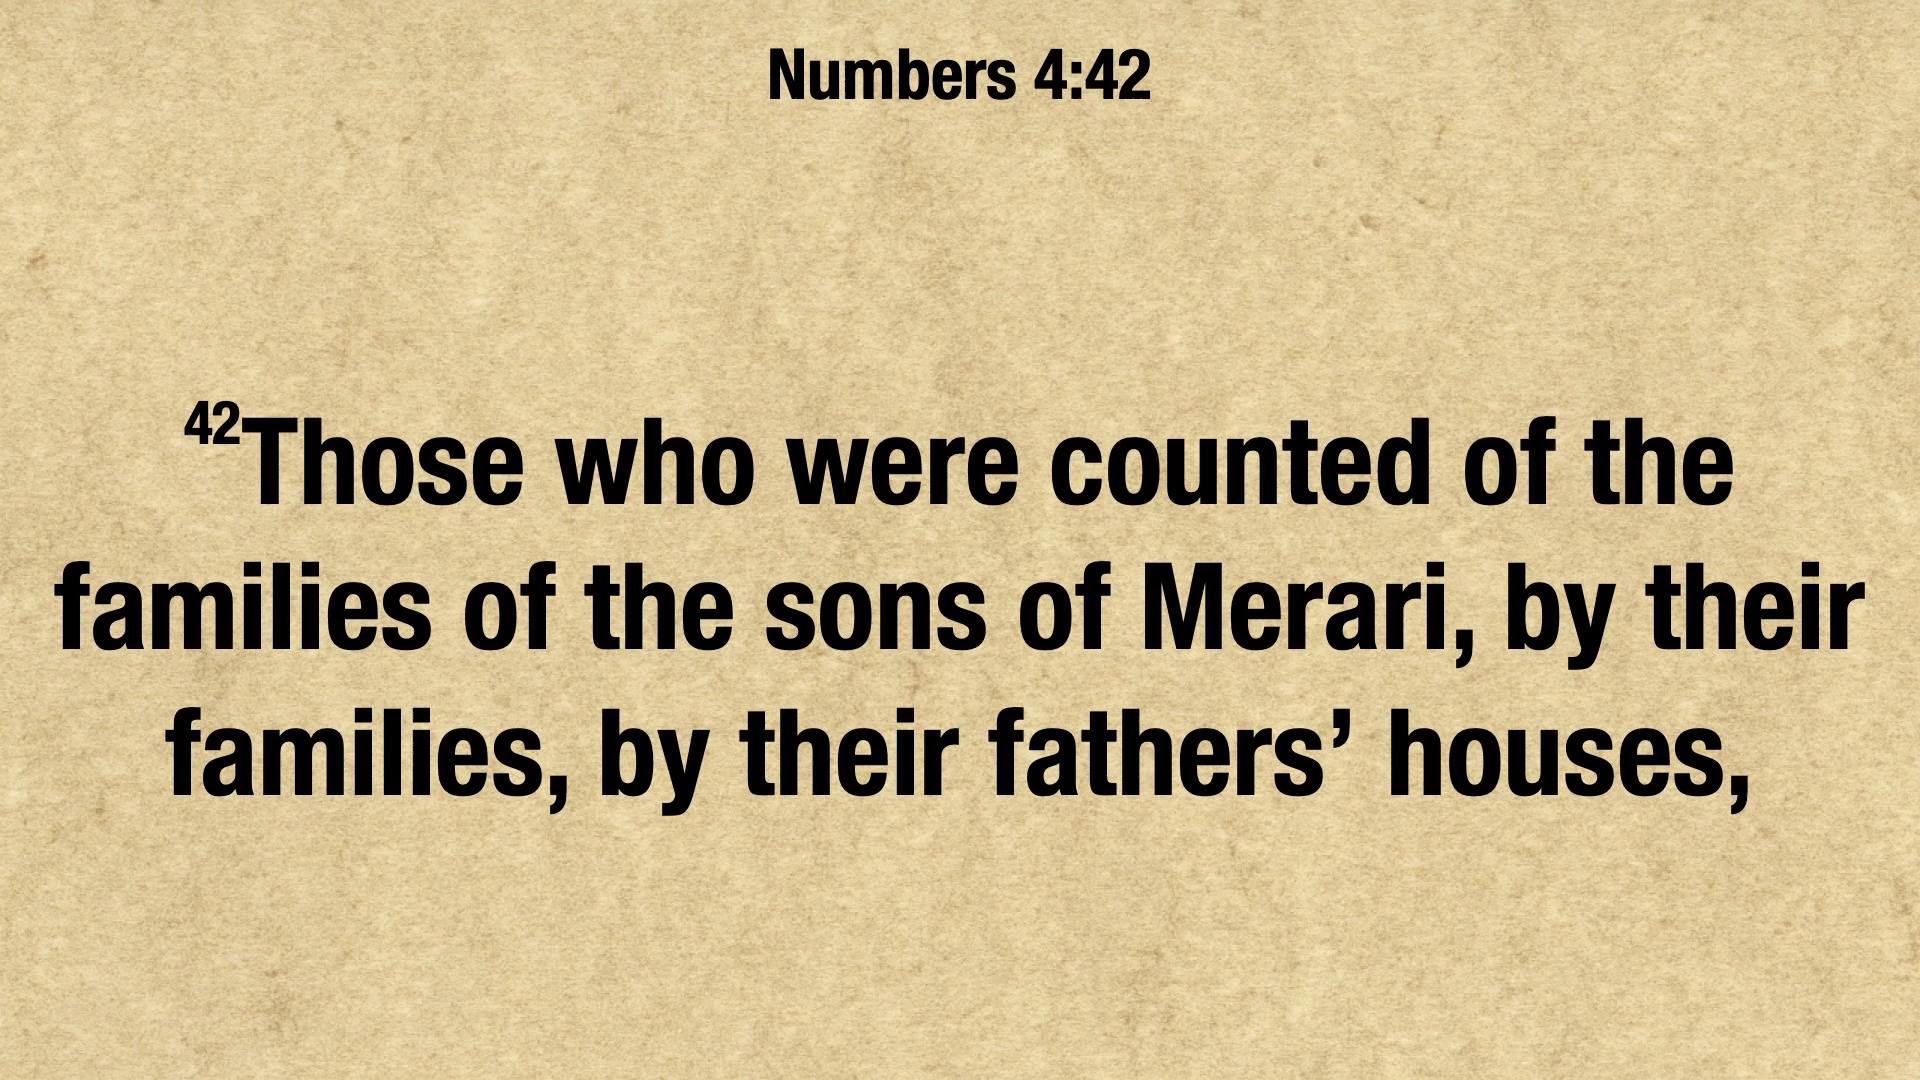 Numbers 4:42
42Those who were counted of the
families of the sons of Merari, by their
families, by their fathers’ houses,